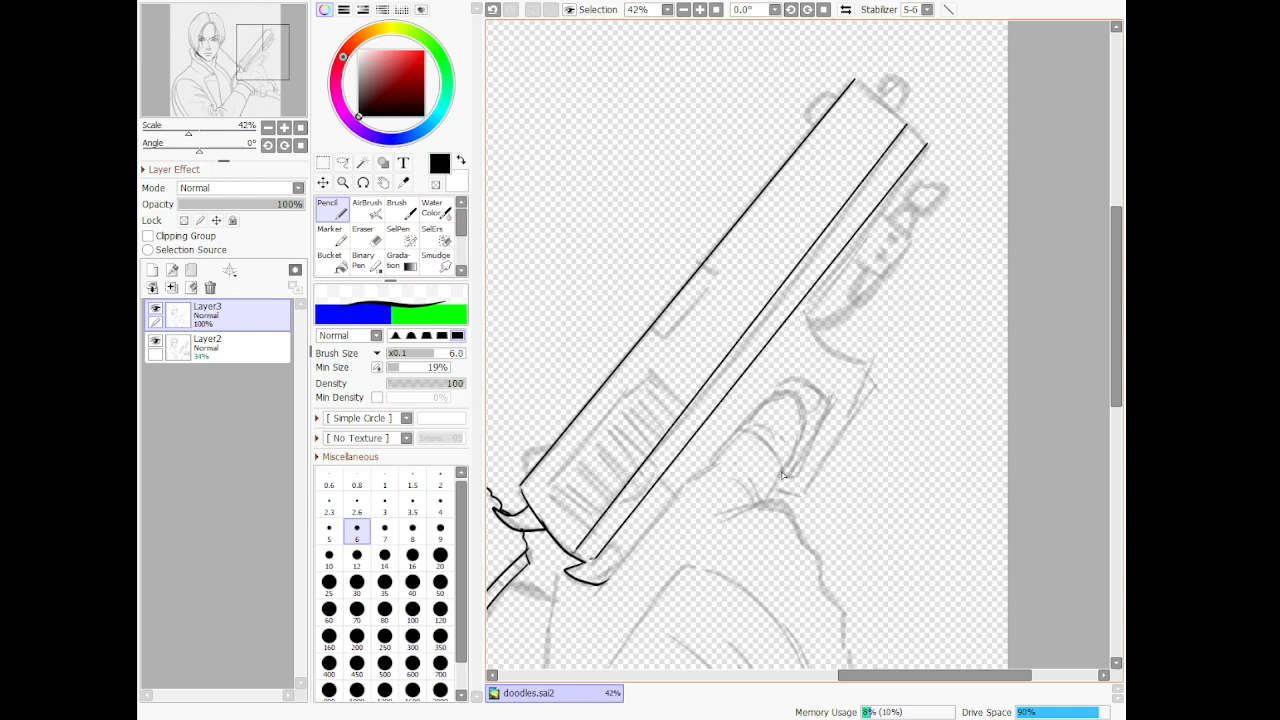 Selection 42% 0.0° Stabilizer S-6
Scale 42%
Angle 0°
Layer Effect
Mode Normal
Opacity 100%
Lock
Clipping Group
Selection Source
Layer3
Normal
100%
Layer2
Normal
34%
T
Pencil AirBrush Brush Water Color
Marker Eraser SelPen SelErs
Bucket Binary Pen Grada-tion Smudge
Normal
Brush Size x0.1 6.0
Min Size 19%
Density 100
Min Density 0%
[ Simple Circle ]
[ No Texture ] Intens. 95
Miscellaneous
0.6 0.8 1 1.5 2
2.3 2.6 3 3.5 4
5 6 7 8 9
10 12 14 16 20
25 30 35 40 50
60 70 80 100 120
160 200 250 300 350
400 450 500 600 700
doodles.sai2 42%
Memory Usage 8% (10%) Drive Space 90%